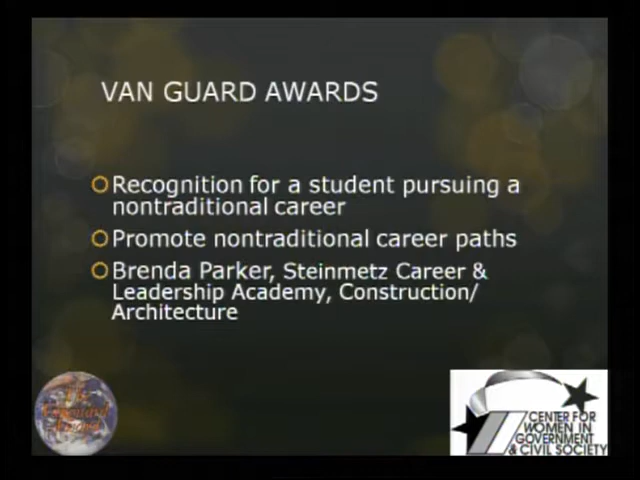 VAN GUARD AWARDS
Recognition for a student pursuing a
nontraditional career
Promote nontraditional career paths
Brenda Parker, Steinmetz Career &
Leadership Academy, Construction/
Architecture
CENTER FOR
WOMEN IN
GOVERNMENT
& CIVIL SOCIETY